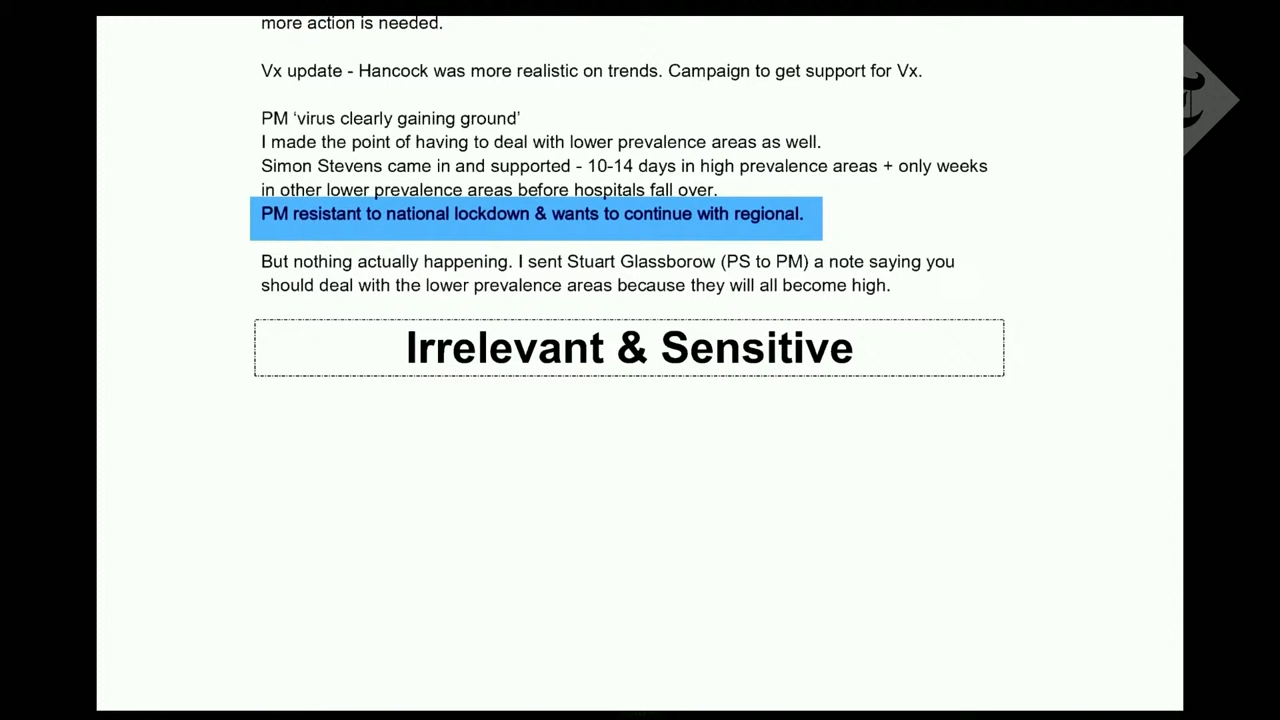 more action is needed.
Vx update - Hancock was more realistic on trends. Campaign to get support for Vx.
PM ‘virus clearly gaining ground’
I made the point of having to deal with lower prevalence areas as well.
Simon Stevens came in and supported - 10-14 days in high prevalence areas + only weeks
in other lower prevalence areas before hospitals fall over.
PM resistant to national lockdown & wants to continue with regional.
But nothing actually happening. I sent Stuart Glassborow (PS to PM) a note saying you
should deal with the lower prevalence areas because they will all become high.
Irrelevant & Sensitive